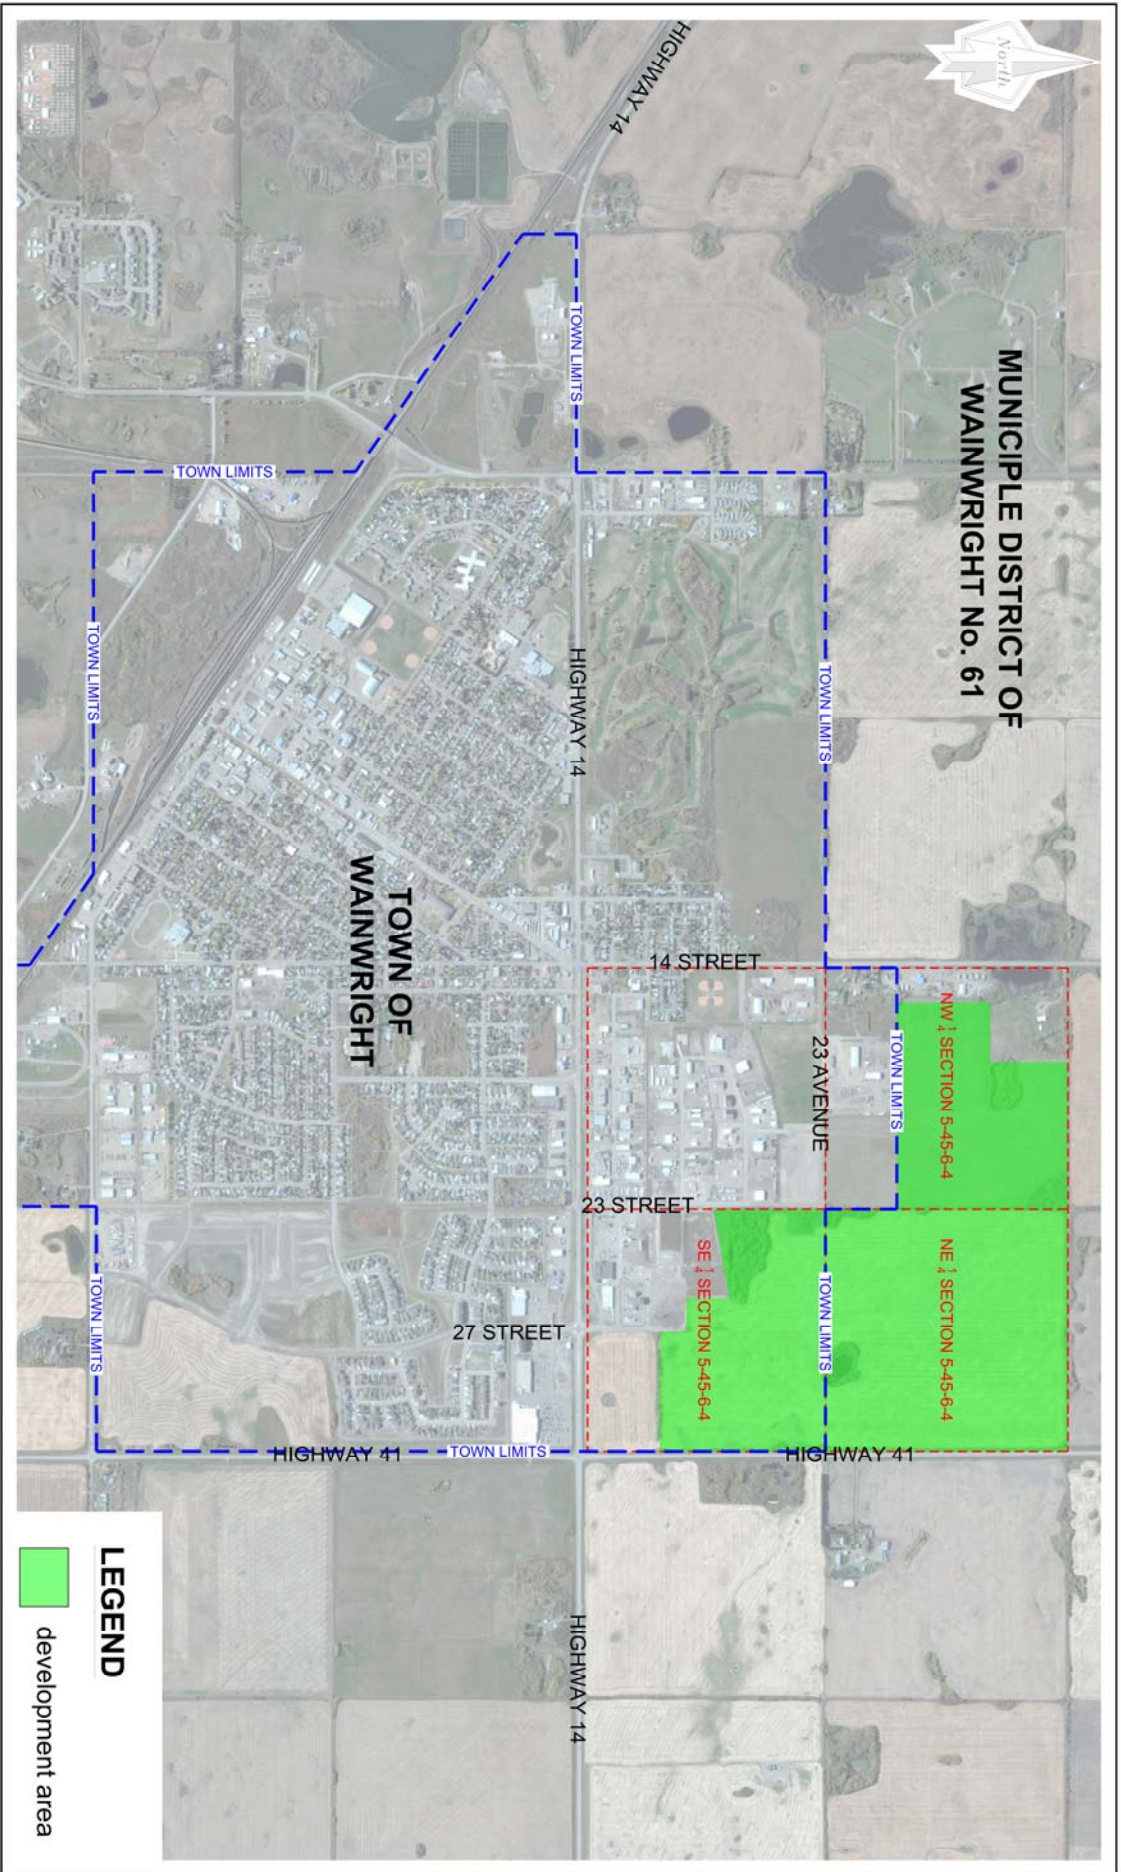 North
HIGHWAY 14
MUNICIPLE DISTRICT OF
WAINWRIGHT No. 61
TOWN LIMITS
TOWN LIMITS
TOWN LIMITS
TOWN LIMITS
HIGHWAY 14
TOWN OF
WAINWRIGHT
14 STREET
23 AVENUE
TOWN LIMITS
NW 1/4 SECTION 5-45-6-4
23 STREET
NE 1/4 SECTION 5-45-6-4
SE 1/4 SECTION 5-45-6-4
TOWN LIMITS
27 STREET
TOWN LIMITS
HIGHWAY 41
TOWN LIMITS
HIGHWAY 41
HIGHWAY 14
LEGEND
development area